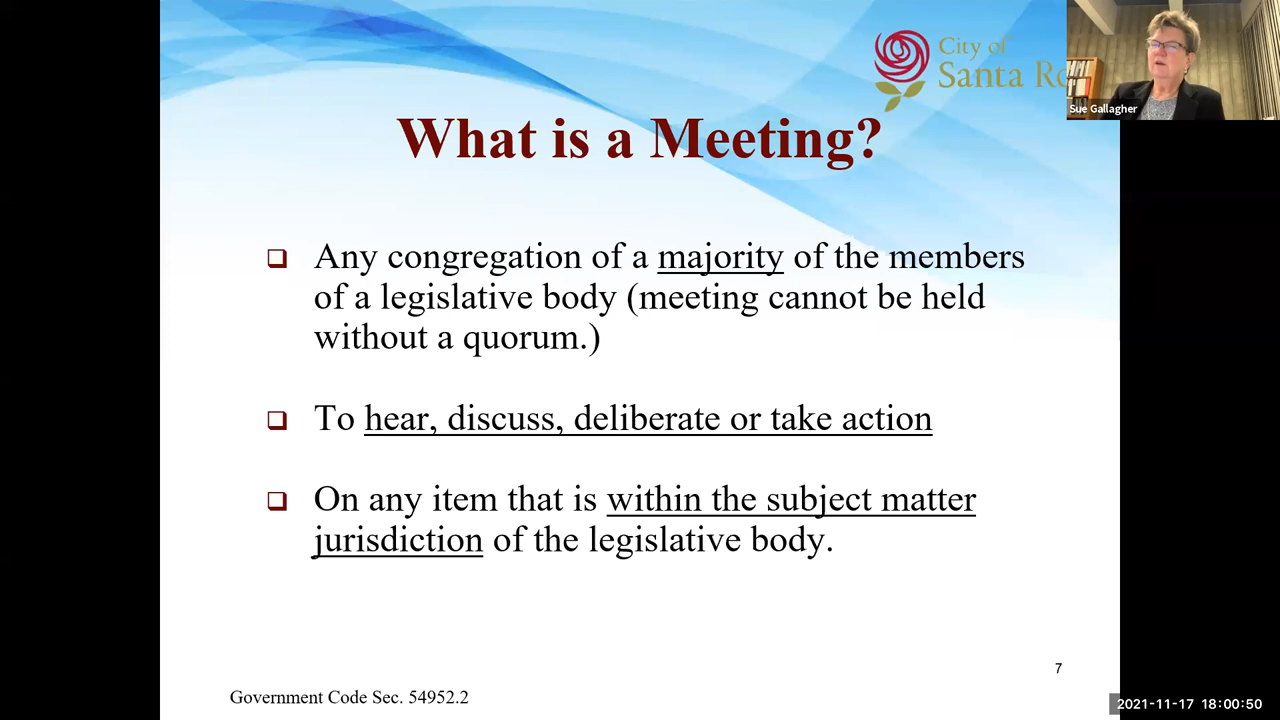 City of
Santa Ro
Sue Gallagher
What is a Meeting?
Any congregation of a majority of the members
of a legislative body (meeting cannot be held
without a quorum.)
To hear, discuss, deliberate or take action
On any item that is within the subject matter
jurisdiction of the legislative body.
7
Government Code Sec. 54952.2
2021-11-17 18:00:50